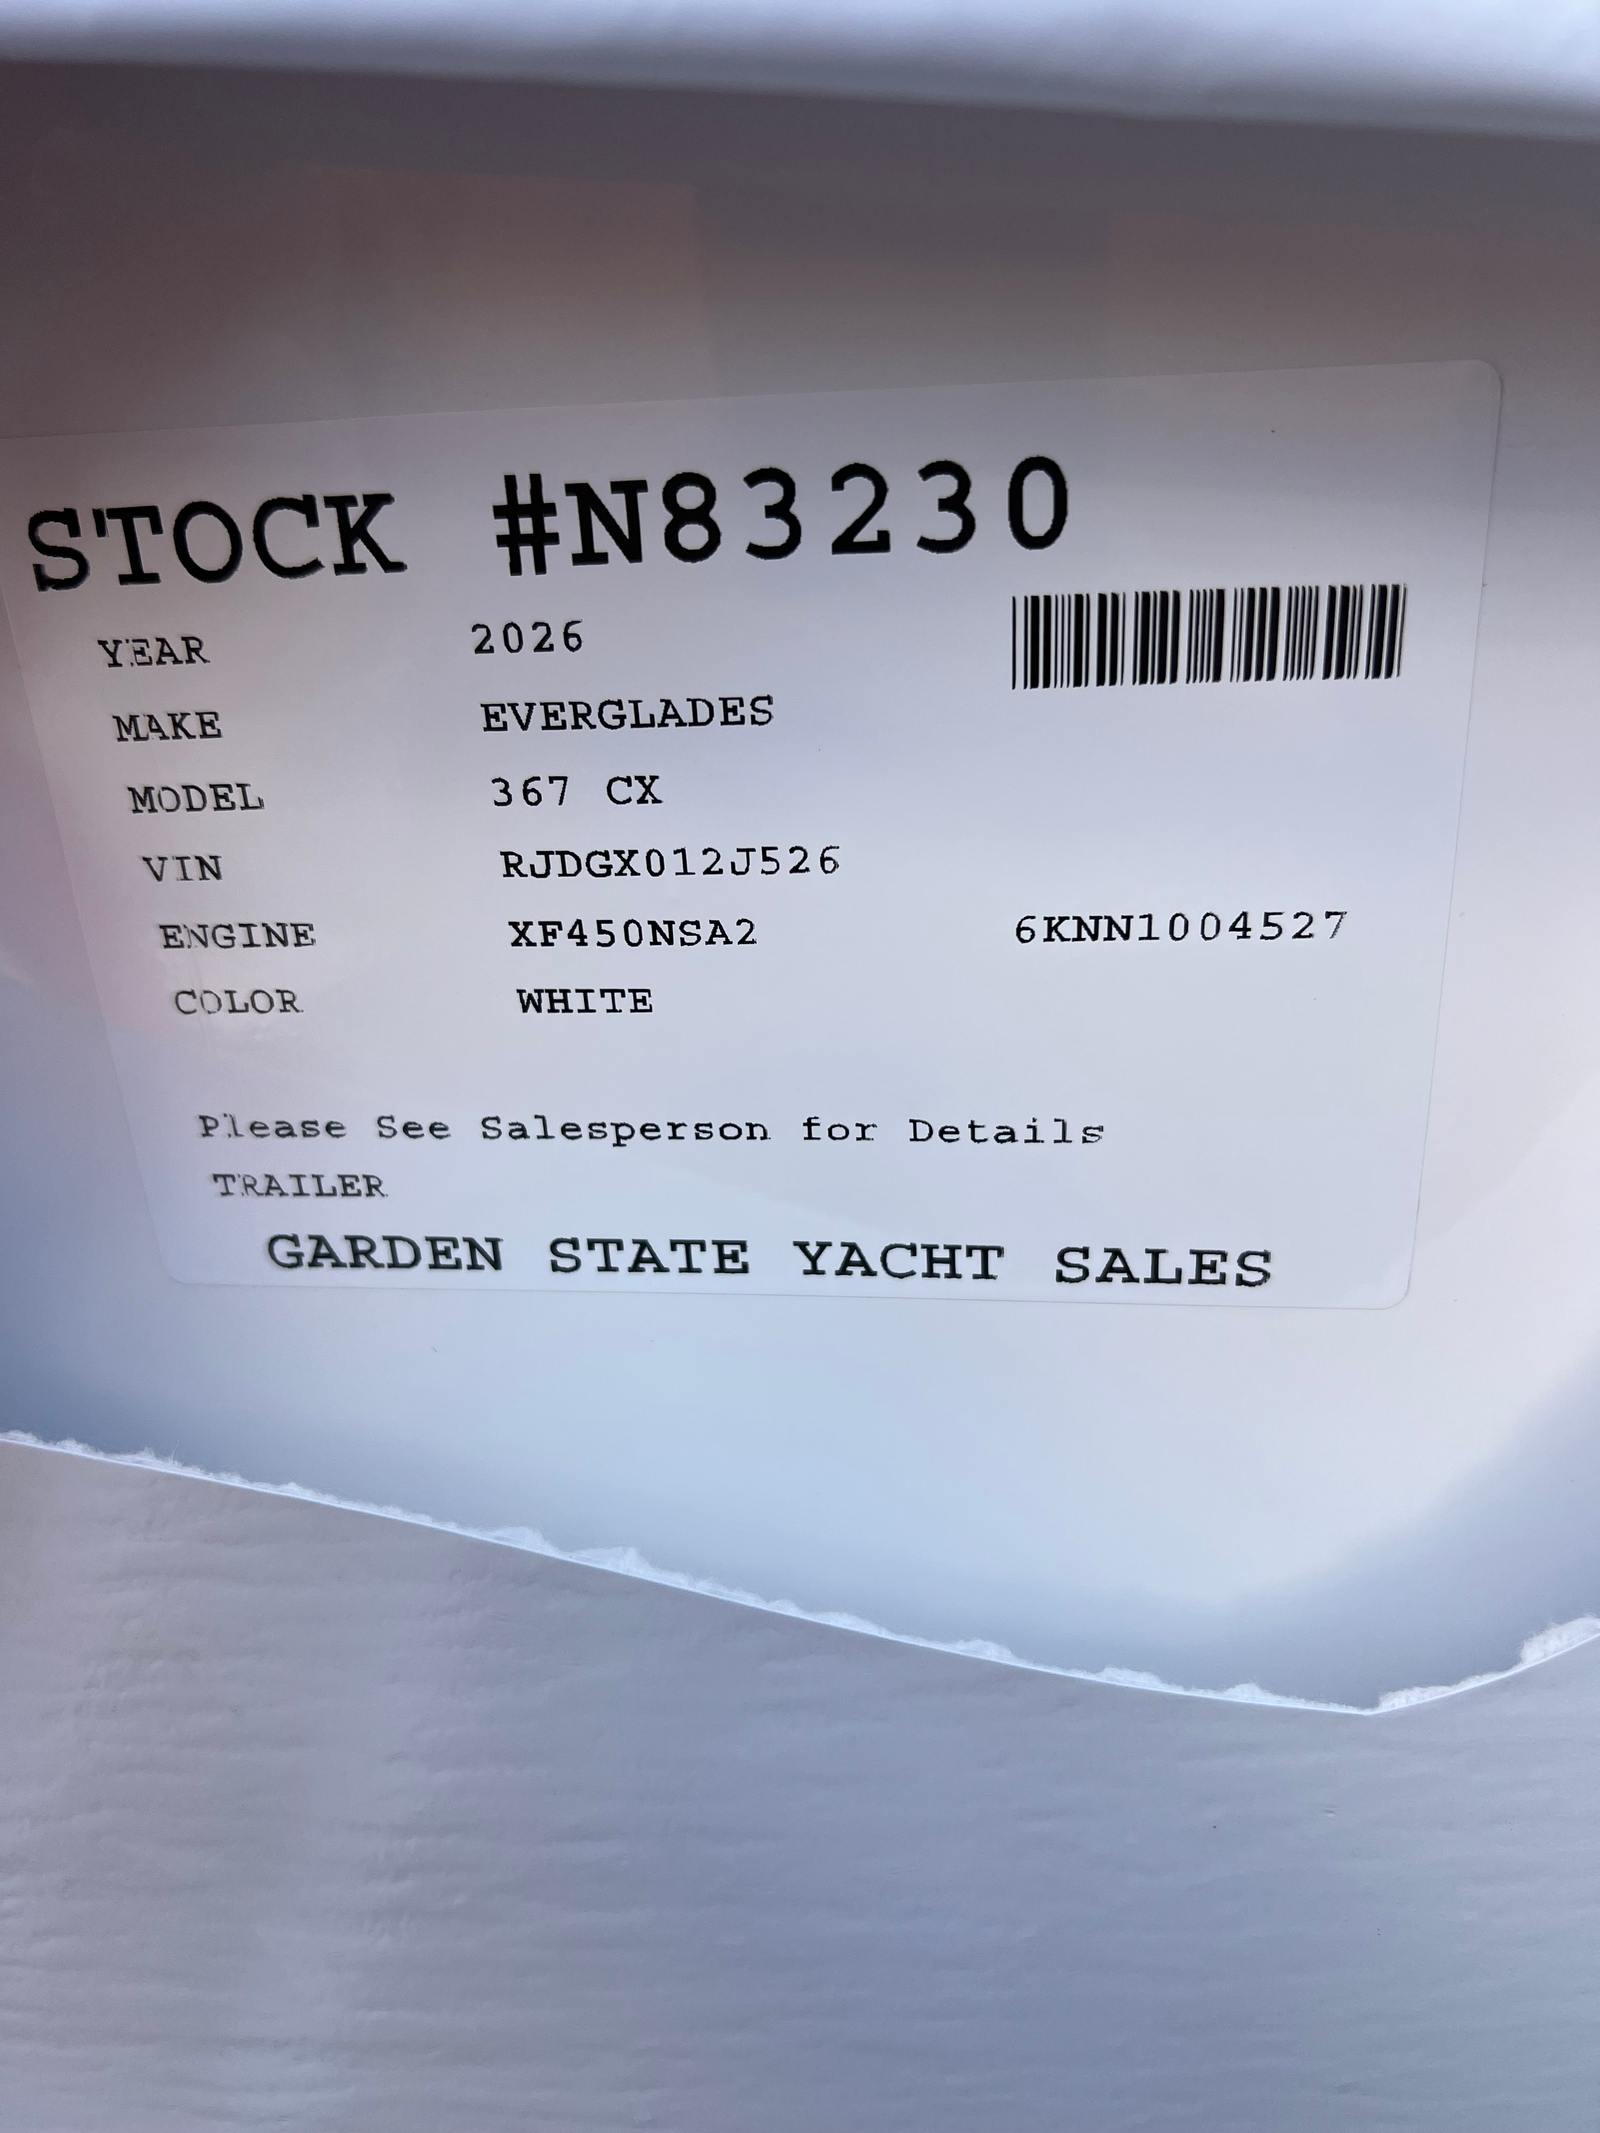 STOCK #N83230
YEAR 2026
MAKE EVERGLADES
MODEL 367 CX
VIN RJDGX012J526
ENGINE XF450NSA2 6KNN1004527
COLOR WHITE
Please See Salesperson for Details
TRAILER
GARDEN STATE YACHT SALES